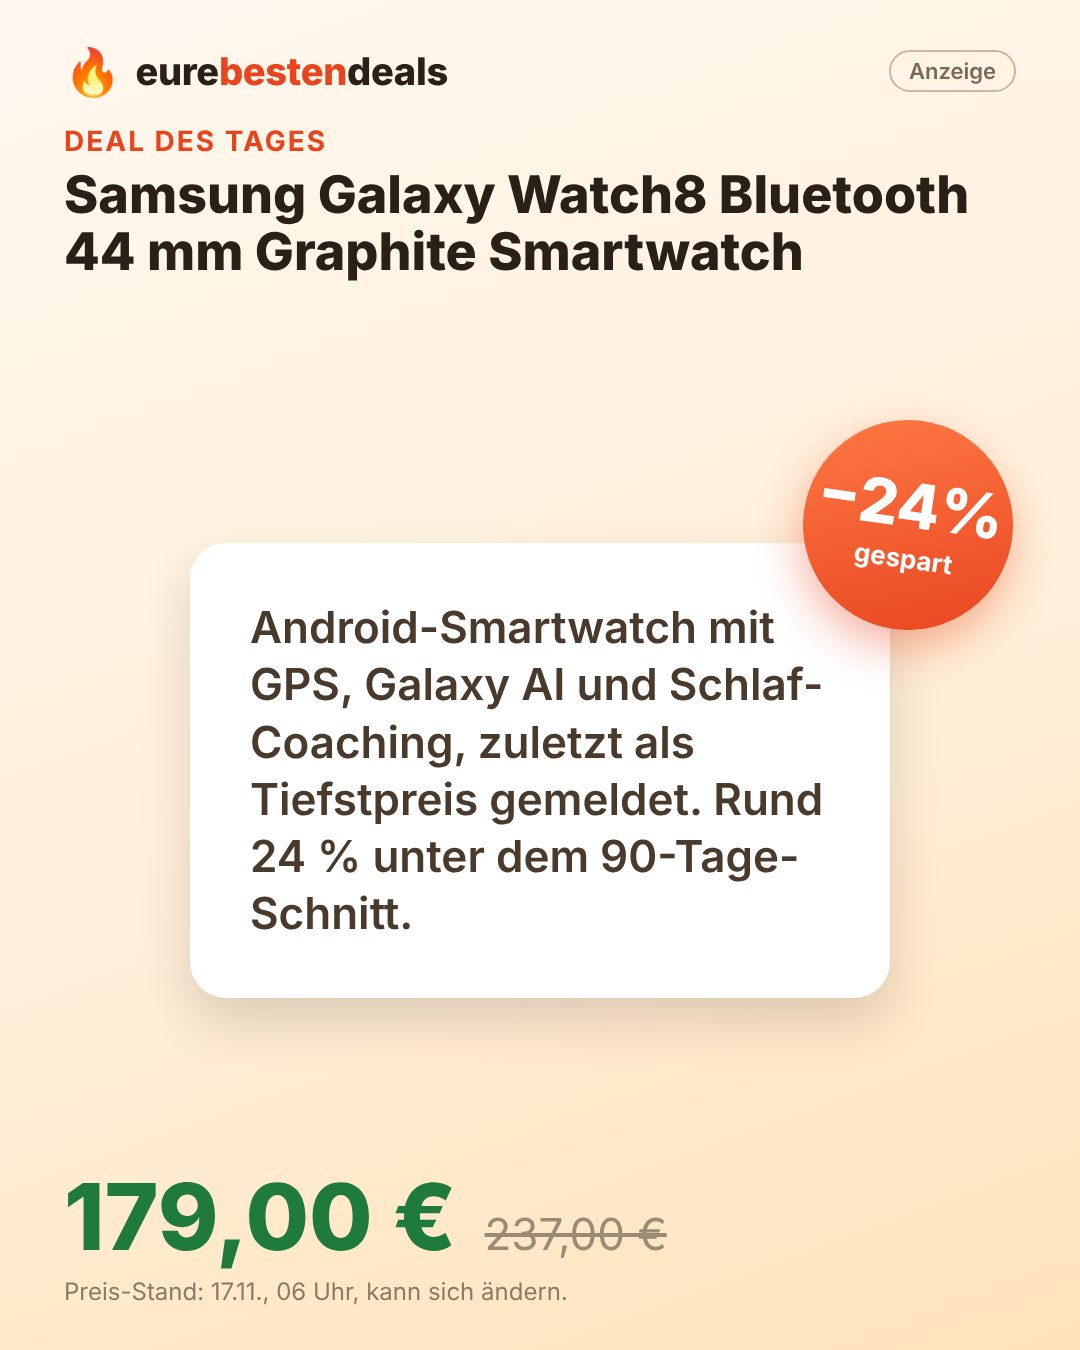 eurebestendeals
Anzeige
DEAL DES TAGES
Samsung Galaxy Watch8 Bluetooth
44 mm Graphite Smartwatch
−24%
gespart
Android-Smartwatch mit
GPS, Galaxy AI und Schlaf-
Coaching, zuletzt als
Tiefstpreis gemeldet. Rund
24 % unter dem 90-Tage-
Schnitt.
179,00 € 237,00 €
Preis-Stand: 17.11., 06 Uhr, kann sich ändern.